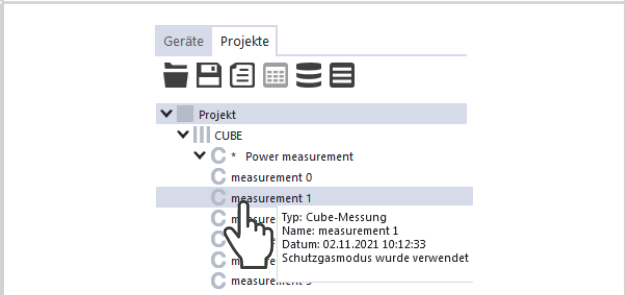 Geräte Projekte
Projekt
CUBE
* Power measurement
measurement 0
measurement 1
Typ: Cube-Messung
Name: measurement 1
Datum: 02.11.2021 10:12:33
Schutzgasmodus wurde verwendet